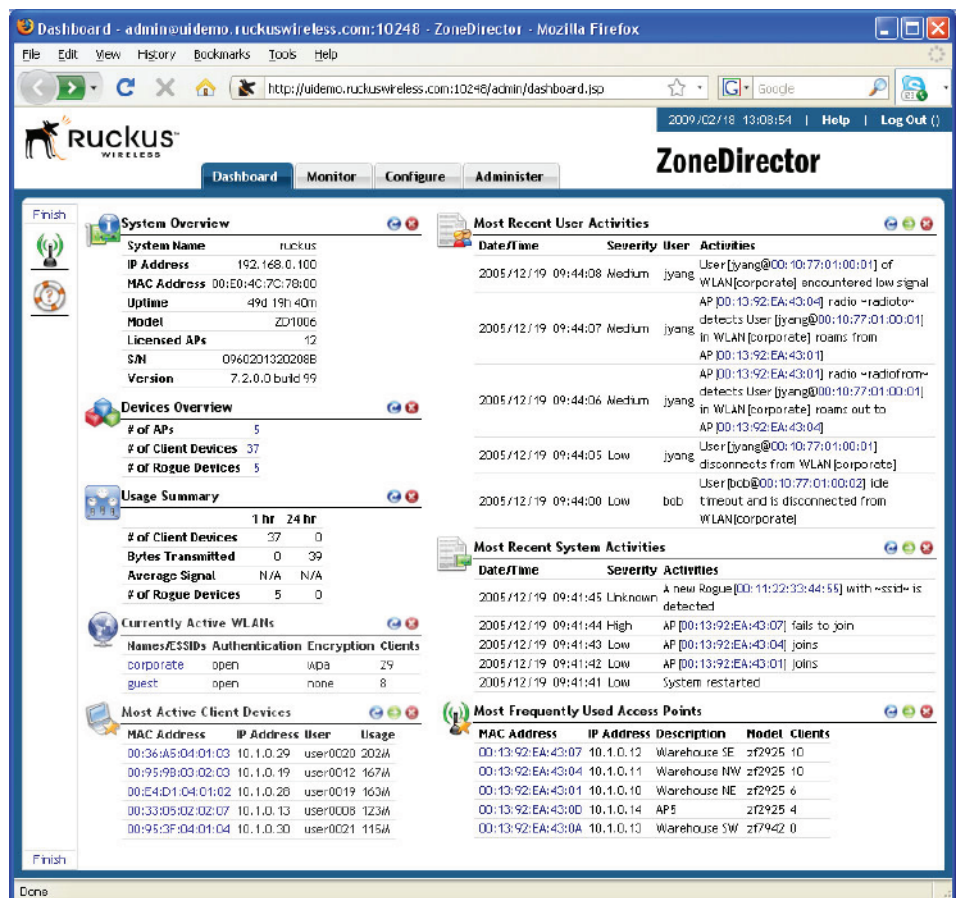 Dashboard - admin@uidemo.ruckuswireless.com:10248 - ZoneDirector - Mozilla Firefox
File Edit View History Bookmarks Tools Help
http://uidemo.ruckuswireless.com:10248/admin/dashboard.jsp
G Google
2009/02/18 13:08:54 | Help | Log Out ()
Ruckus™
WIRELESS
ZoneDirector
Dashboard Monitor Configure Administer
Finish
System Overview
System Name ruckus
IP Address 192.168.0.100
MAC Address 00:E0:4C:7C:78:00
Uptime 49d 19h 40m
Model ZD1006
Licensed APs 12
S/N 0960201320208B
Version 7.2.0.0 build 99
Devices Overview
# of APs 5
# of Client Devices 37
# of Rogue Devices 5
Usage Summary
1 hr 24 hr
# of Client Devices 37 0
Bytes Transmitted 0 39
Average Signal N/A N/A
# of Rogue Devices 5 0
Currently Active WLANs
Names/ESSIDs Authentication Encryption Clients
corporate open wpa 29
guest open none 8
Most Active Client Devices
MAC Address IP Address User Usage
00:36:A5:04:01:03 10.1.0.29 user0020 202M
00:95:9B:03:02:03 10.1.0.19 user0012 167M
00:E4:D1:04:01:02 10.1.0.28 user0019 163M
00:33:05:02:02:07 10.1.0.13 user0008 123M
00:95:3F:04:01:04 10.1.0.30 user0021 115M
Finish
Most Recent User Activities
Date/Time Severity User Activities
2005/12/19 09:44:08 Medium jyang User[jyang@00:10:77:01:00:01] of
WLAN[corporate] encountered low signal
2005/12/19 09:44:07 Medium jyang AP[00:13:92:EA:43:04] radio ~radioto~
detects User [jyang@00:10:77:01:00:01]
in WLAN[corporate] roams from
AP[00:13:92:EA:43:01]
2005/12/19 09:44:06 Medium jyang AP[00:13:92:EA:43:01] radio ~radiofrom~
detects User[jyang@00:10:77:01:00:01]
in WLAN[corporate] roams out to
AP[00:13:92:EA:43:04]
2005/12/19 09:44:05 Low jyang User[jyang@00:10:77:01:00:01]
disconnects from WLAN[corporate]
2005/12/19 09:44:00 Low bob User[bob@00:10:77:01:00:02] idle
timeout and is disconnected from
WLAN[corporate]
Most Recent System Activities
Date/Time Severity Activities
2005/12/19 09:41:45 Unknown A new Rogue[00:11:22:33:44:55] with ~ssid~ is
detected
2005/12/19 09:41:44 High AP[00:13:92:EA:43:07] fails to join
2005/12/19 09:41:43 Low AP[00:13:92:EA:43:04] joins
2005/12/19 09:41:42 Low AP[00:13:92:EA:43:01] joins
2005/12/19 09:41:41 Low System restarted
Most Frequently Used Access Points
MAC Address IP Address Description Model Clients
00:13:92:EA:43:07 10.1.0.12 Warehouse SE zf2925 10
00:13:92:EA:43:04 10.1.0.11 Warehouse NW zf2925 10
00:13:92:EA:43:01 10.1.0.10 Warehouse NE zf2925 6
00:13:92:EA:43:0D 10.1.0.14 AP5 zf2925 4
00:13:92:EA:43:0A 10.1.0.13 Warehouse SW zf7942 0
Done